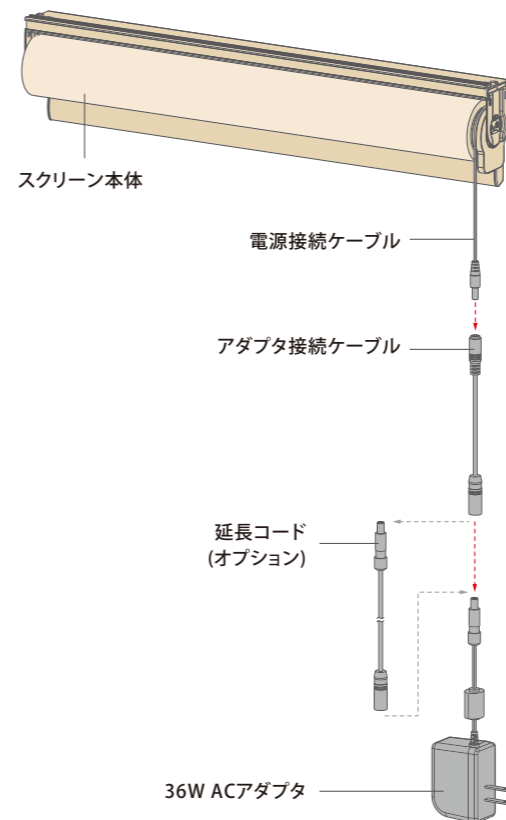 スクリーン本体
電源接続ケーブル
アダプタ接続ケーブル
延長コード
(オプション)
36W ACアダプタ